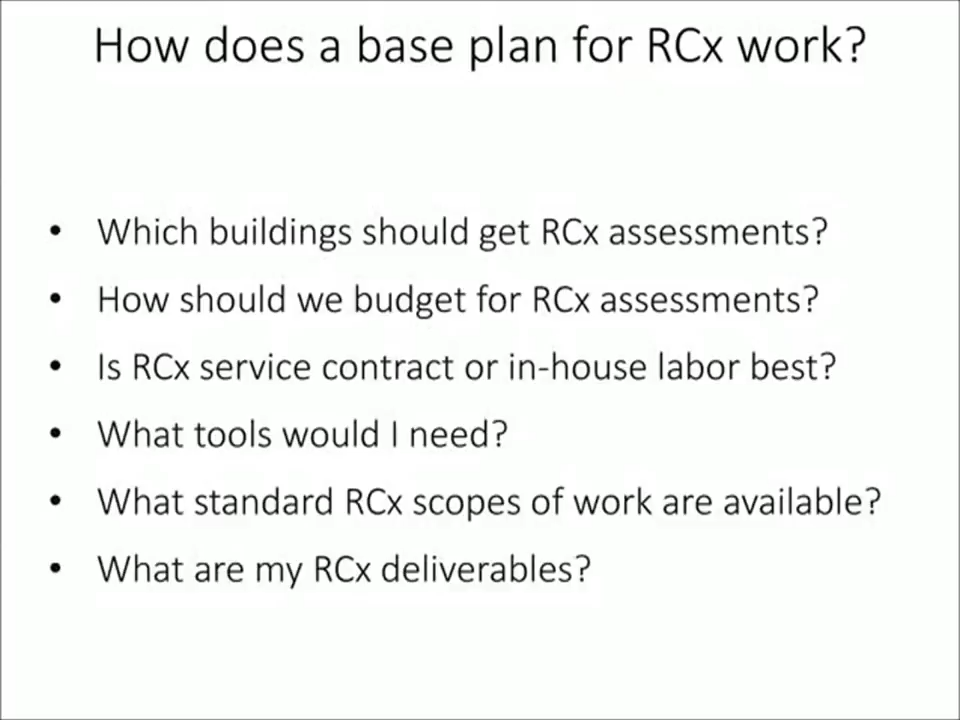 How does a base plan for RCx work?
• Which buildings should get RCx assessments?
• How should we budget for RCx assessments?
• Is RCx service contract or in-house labor best?
• What tools would I need?
• What standard RCx scopes of work are available?
• What are my RCx deliverables?